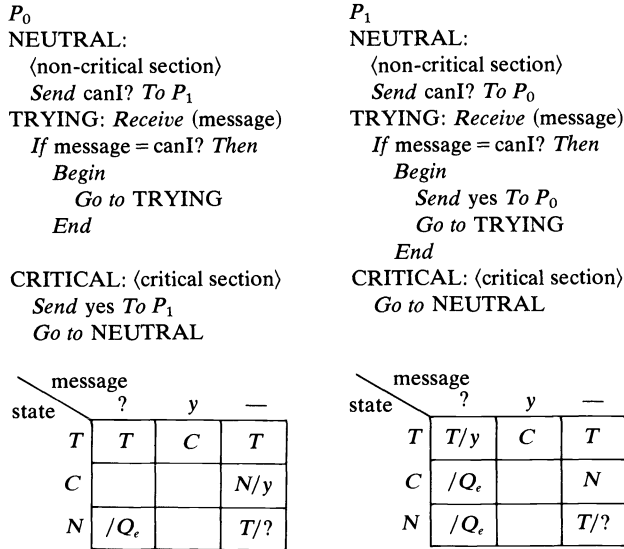 P₀
NEUTRAL:
⟨non-critical section⟩
Send canI? To P₁
TRYING: Receive (message)
If message = canI? Then
Begin
Go to TRYING
End
CRITICAL: ⟨critical section⟩
Send yes To P₁
Go to NEUTRAL
message
state ? y —
T T C T
C N/y
N /Qₑ T/?
P₁
NEUTRAL:
⟨non-critical section⟩
Send canI? To P₀
TRYING: Receive (message)
If message = canI? Then
Begin
Send yes To P₀
Go to TRYING
End
CRITICAL: ⟨critical section⟩
Go to NEUTRAL
message
state ? y —
T T/y C T
C /Qₑ N
N /Qₑ T/?